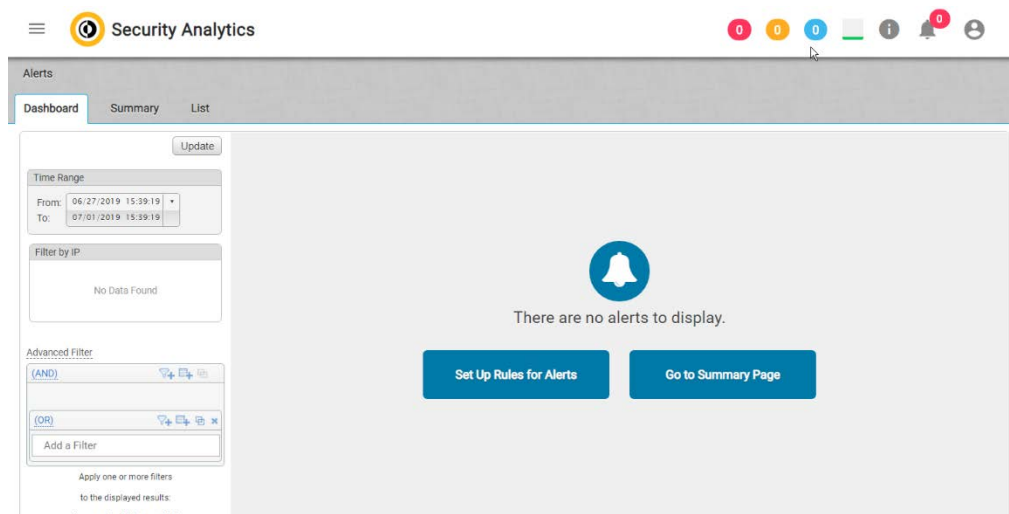 Security Analytics
0 0 0 0
Alerts
Dashboard Summary List
Update
Time Range
From: 06/27/2019 15:39:19
To: 07/01/2019 15:39:19
Filter by IP
No Data Found
There are no alerts to display.
Set Up Rules for Alerts Go to Summary Page
Advanced Filter
(AND)
(OR)
Add a Filter
Apply one or more filters
to the displayed results: